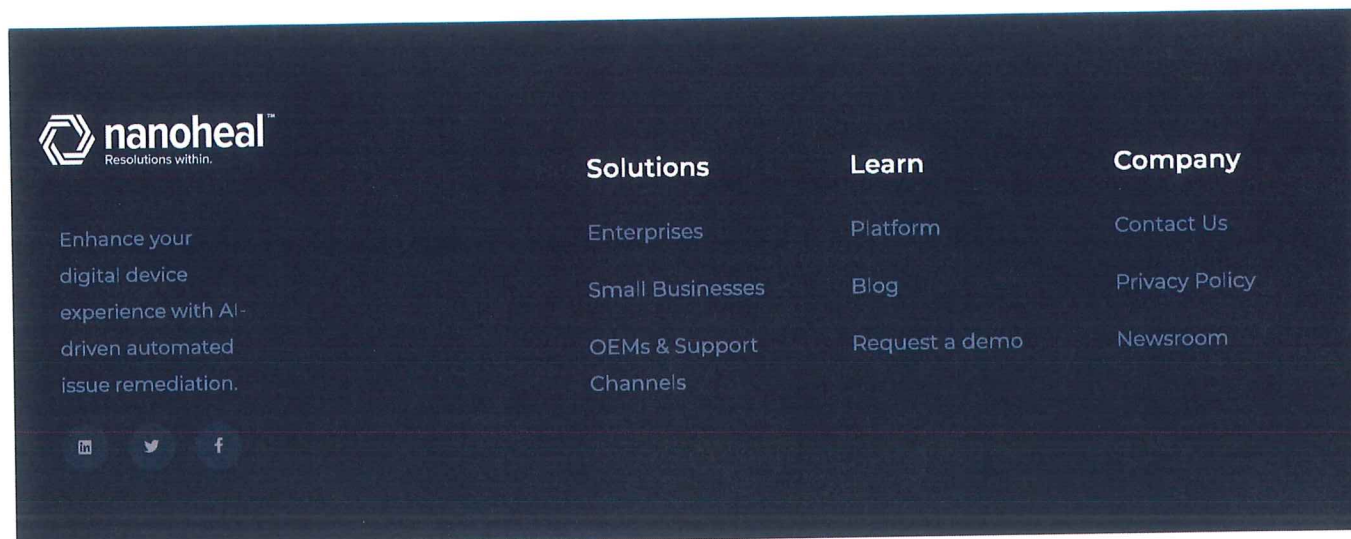 nanoheal™
Resolutions within.
Enhance your
digital device
experience with AI-
driven automated
issue remediation.
Solutions
Enterprises
Small Businesses
OEMs & Support
Channels
Learn
Platform
Blog
Request a demo
Company
Contact Us
Privacy Policy
Newsroom